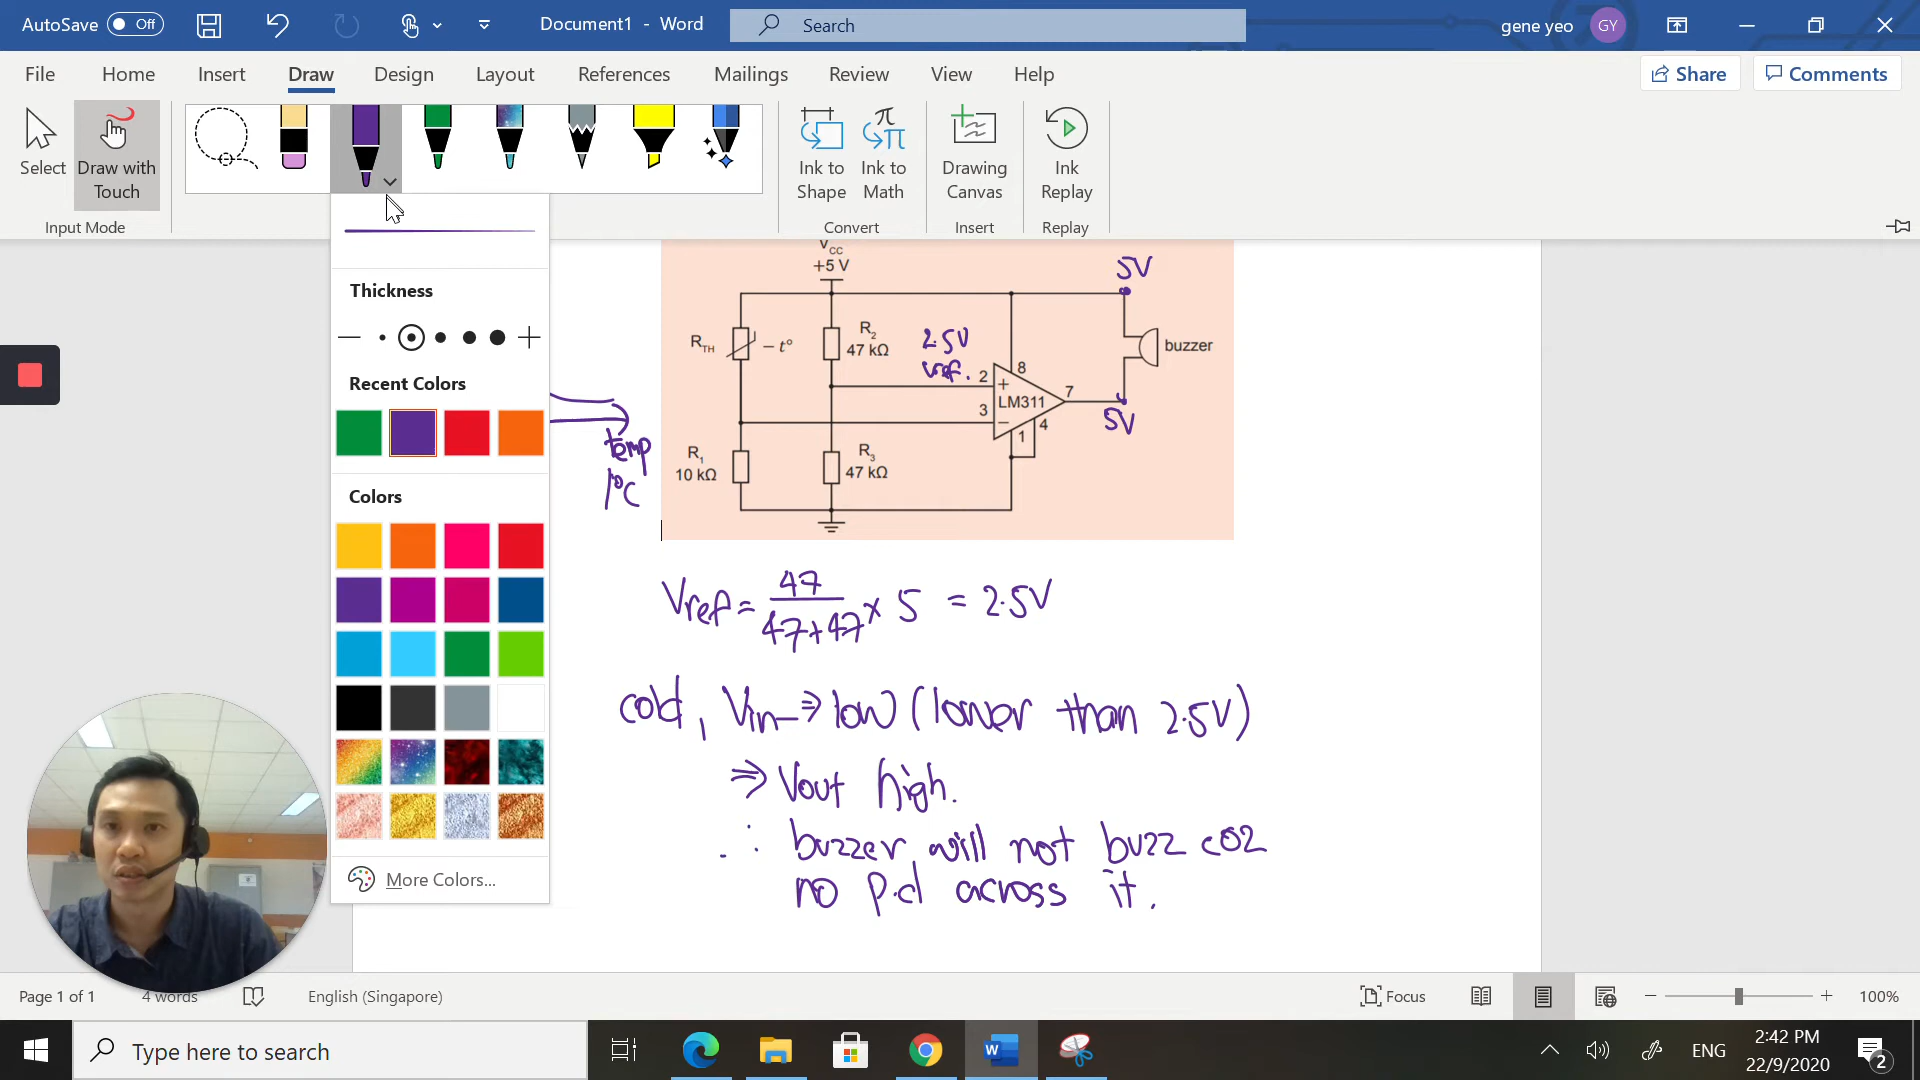 AutoSave Off
Document1 - Word
Search
gene yeo GY
File Home Insert Draw Design Layout References Mailings Review View Help
Share Comments
Select
Draw with Touch
Ink to Shape
Ink to Math
Drawing Canvas
Ink Replay
Input Mode
Convert
Insert
Replay
Thickness
Recent Colors
Colors
More Colors...
VCC
+5 V
5V
RTH
– t°
R2
47 kΩ
2.5V
Vref.
2
8
+
LM311
7
buzzer
3
–
1
4
5V
temp
/°C
R1
10 kΩ
R3
47 kΩ
Vref = 47/47+47 × 5 = 2.5V
cold, Vin ⇒ low (lower than 2.5V)
⇒ Vout high.
∴ buzzer will not buzz coz
no p.d across it.
Page 1 of 1 4 words English (Singapore) Focus 100%
Type here to search
W
ENG
2:42 PM
22/9/2020
2